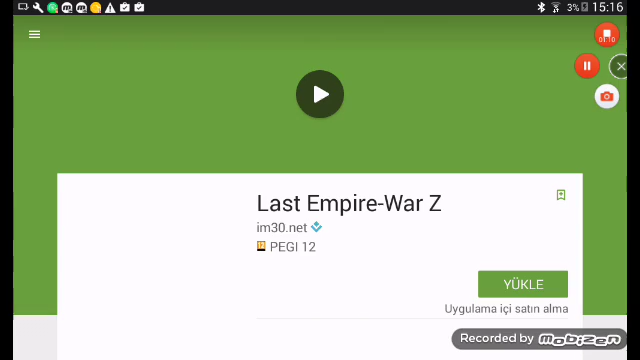 3%
15:16
Last Empire-War Z
im30.net
PEGI 12
YÜKLE
Uygulama içi satın alma
Recorded by
MOBIZEN